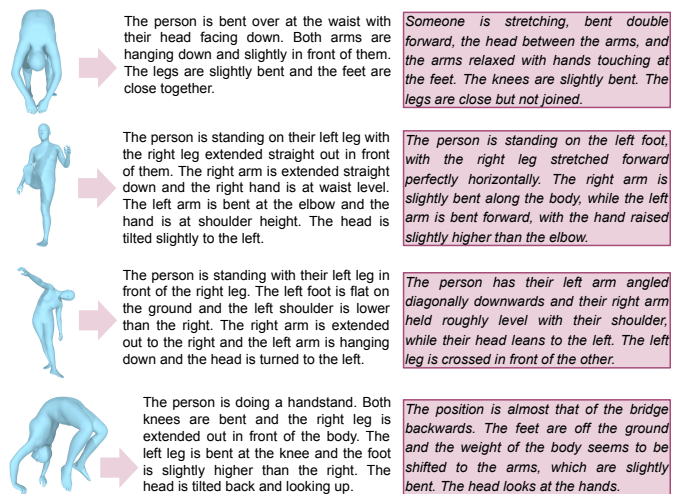 The person is bent over at the waist with
their head facing down. Both arms are
hanging down and slightly in front of them.
The legs are slightly bent and the feet are
close together.
Someone is stretching, bent double
forward, the head between the arms, and
the arms relaxed with hands touching at
the feet. The knees are slightly bent. The
legs are close but not joined.
The person is standing on their left leg with
the right leg extended straight out in front
of them. The right arm is extended straight
down and the right hand is at waist level.
The left arm is bent at the elbow and the
hand is at shoulder height. The head is
tilted slightly to the left.
The person is standing on the left foot,
with the right leg stretched forward
perfectly horizontally. The right arm is
slightly bent along the body, while the left
arm is bent forward, with the hand raised
slightly higher than the elbow.
The person is standing with their left leg in
front of the right leg. The left foot is flat on
the ground and the left shoulder is lower
than the right. The right arm is extended
out to the right and the left arm is hanging
down and the head is turned to the left.
The person has their left arm angled
diagonally downwards and their right arm
held roughly level with their shoulder,
while their head leans to the left. The left
leg is crossed in front of the other.
The person is doing a handstand. Both
knees are bent and the right leg is
extended out in front of the body. The
left leg is bent at the knee and the foot
is slightly higher than the right. The
head is tilted back and looking up.
The position is almost that of the bridge
backwards. The feet are off the ground
and the weight of the body seems to be
shifted to the arms, which are slightly
bent. The head looks at the hands.